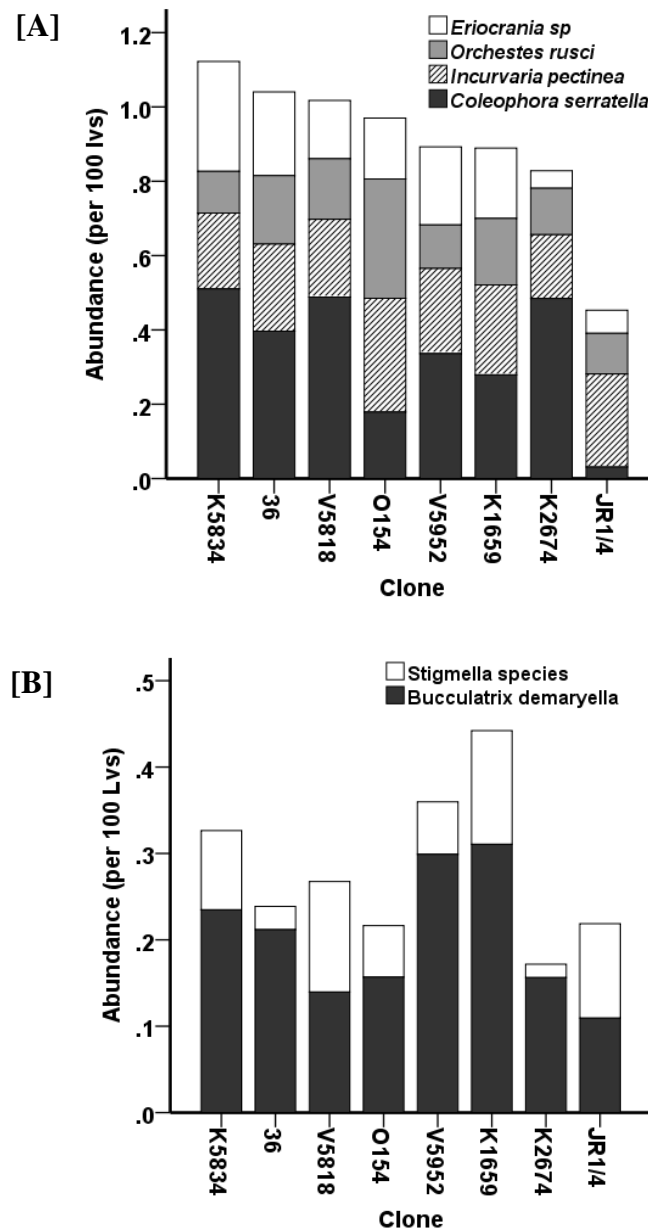 [A]
Eriocrania sp
Orchestes rusci
Incurvaria pectinea
Coleophora serratella
Abundance (per 100 lvs)
1.2
1.0
.8
.6
.4
.2
.0
K5834
36
V5818
O154
V5952
K1659
K2674
JR1/4
Clone
[B]
Stigmella species
Bucculatrix demaryella
Abundance (per 100 Lvs)
.5
.4
.3
.2
.1
.0
K5834
36
V5818
O154
V5952
K1659
K2674
JR1/4
Clone